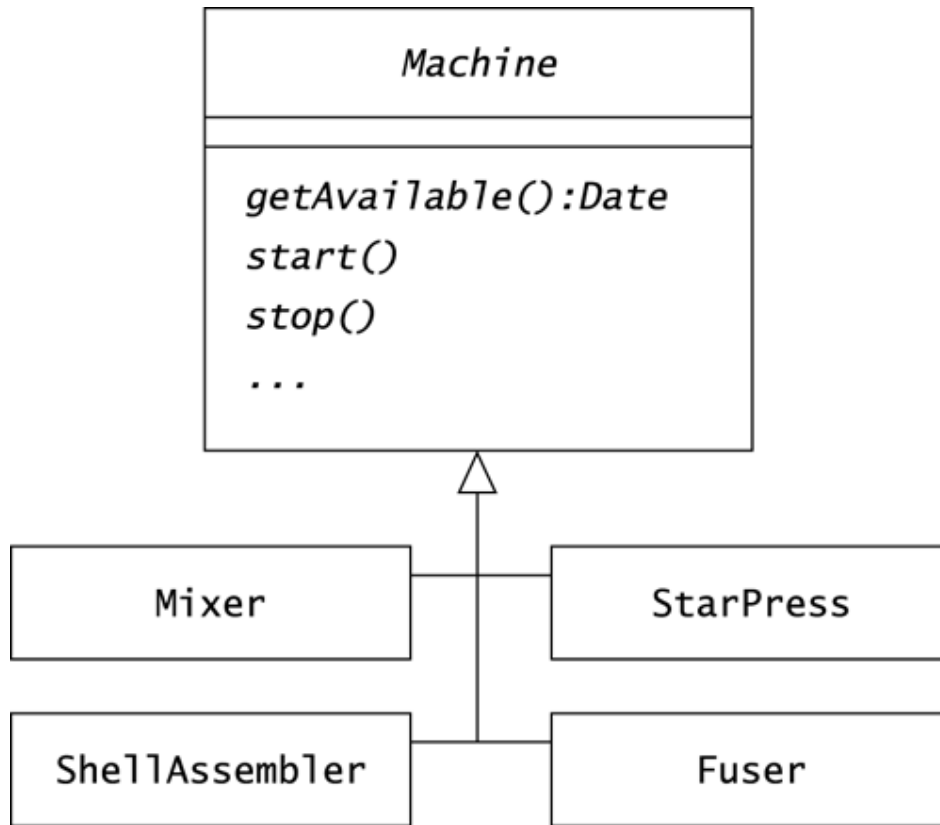 Machine
getAvailable():Date
start()
stop()
...
Mixer
StarPress
ShellAssembler
Fuser